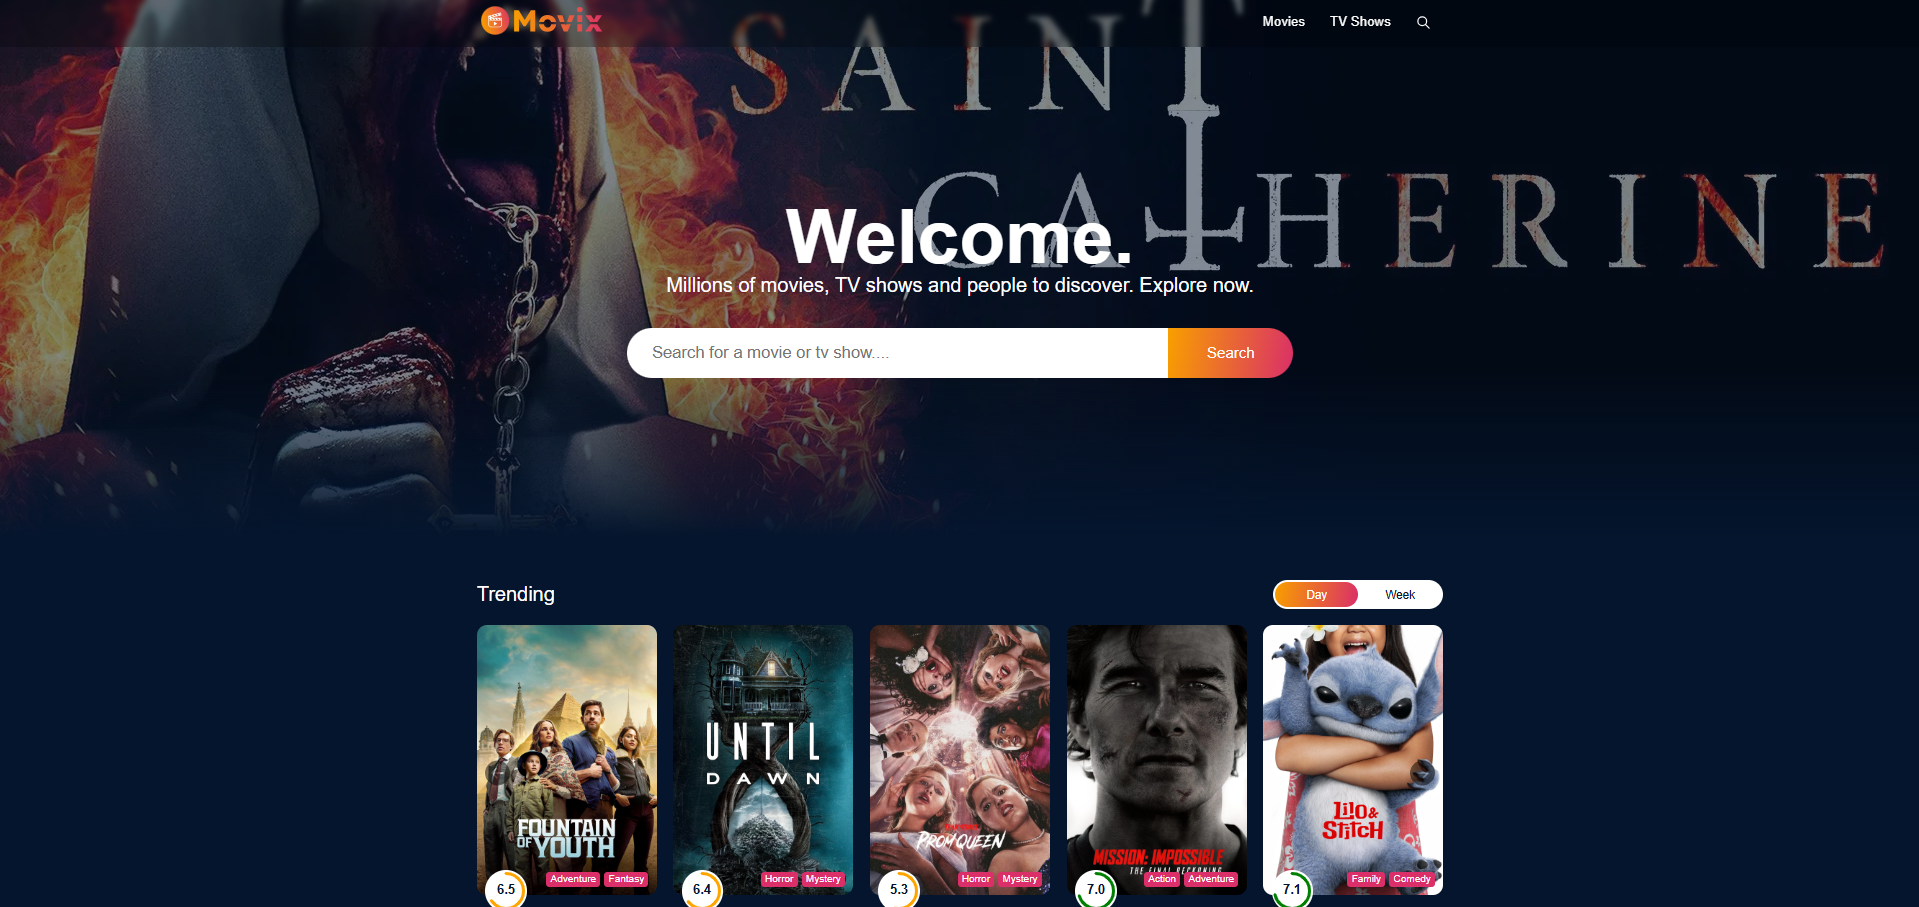 Movix
Movies
TV Shows
SAINT
CATHERINE
Welcome.
Millions of movies, TV shows and people to discover. Explore now.
Search for a movie or tv show....
Search
Trending
Day
Week
UNTIL
DAWN
FOUNTAIN
OF YOUTH
PROM QUEEN
MISSION: IMPOSSIBLE
THE FINAL RECKONING
Lilo &
Stitch
6.5
Adventure
Fantasy
6.4
Horror
Mystery
5.3
Horror
Mystery
7.0
Action
Adventure
7.1
Family
Comedy